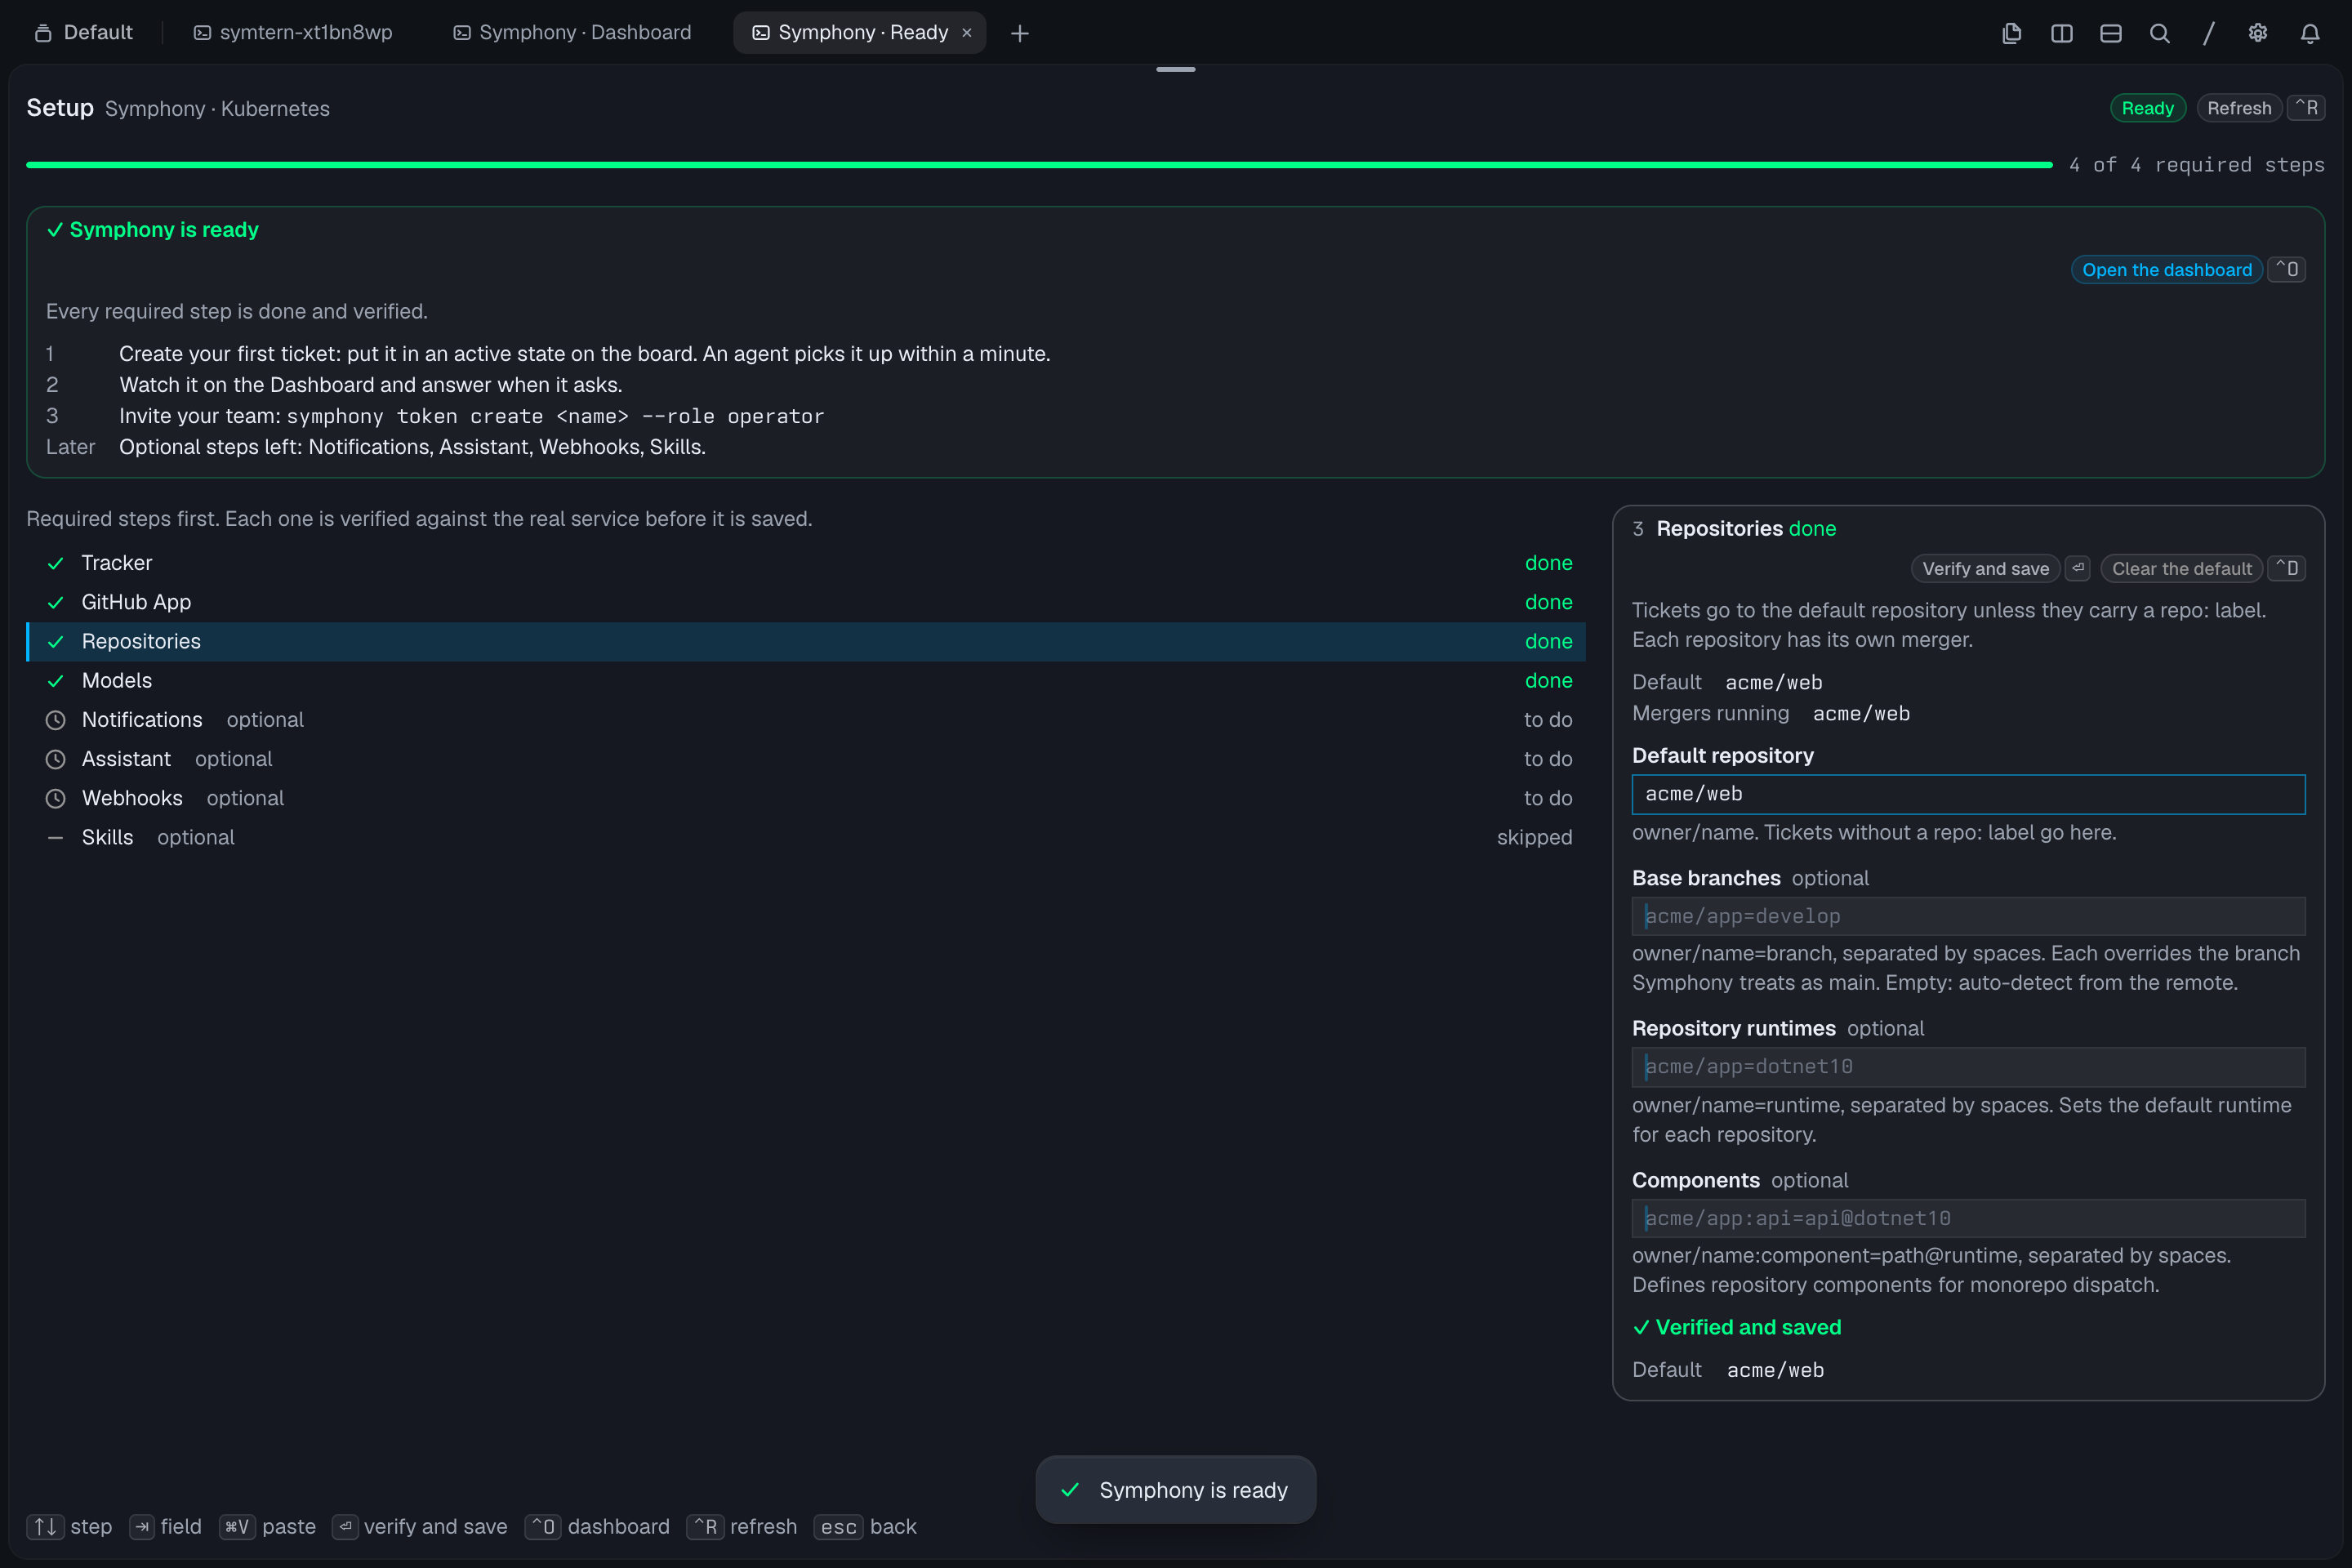 Default
symtern-xt1bn8wp
Symphony · Dashboard
Symphony · Ready ×
Setup Symphony · Kubernetes
Ready Refresh ^R
4 of 4 required steps
✓ Symphony is ready
Open the dashboard ^O
Every required step is done and verified.
1 Create your first ticket: put it in an active state on the board. An agent picks it up within a minute.
2 Watch it on the Dashboard and answer when it asks.
3 Invite your team: symphony token create <name> --role operator
Later Optional steps left: Notifications, Assistant, Webhooks, Skills.
Required steps first. Each one is verified against the real service before it is saved.
✓ Tracker done
✓ GitHub App done
✓ Repositories done
✓ Models done
Notifications optional to do
Assistant optional to do
Webhooks optional to do
— Skills optional skipped
3 Repositories done
Verify and save ⏎ Clear the default ^D
Tickets go to the default repository unless they carry a repo: label.
Each repository has its own merger.
Default acme/web
Mergers running acme/web
Default repository
acme/web
owner/name. Tickets without a repo: label go here.
Base branches optional
acme/app=develop
owner/name=branch, separated by spaces. Each overrides the branch
Symphony treats as main. Empty: auto-detect from the remote.
Repository runtimes optional
acme/app=dotnet10
owner/name=runtime, separated by spaces. Sets the default runtime
for each repository.
Components optional
acme/app:api=api@dotnet10
owner/name:component=path@runtime, separated by spaces.
Defines repository components for monorepo dispatch.
✓ Verified and saved
Default acme/web
✓ Symphony is ready
↑↓ step ⇥ field ⌘V paste ⏎ verify and save ^O dashboard ^R refresh esc back